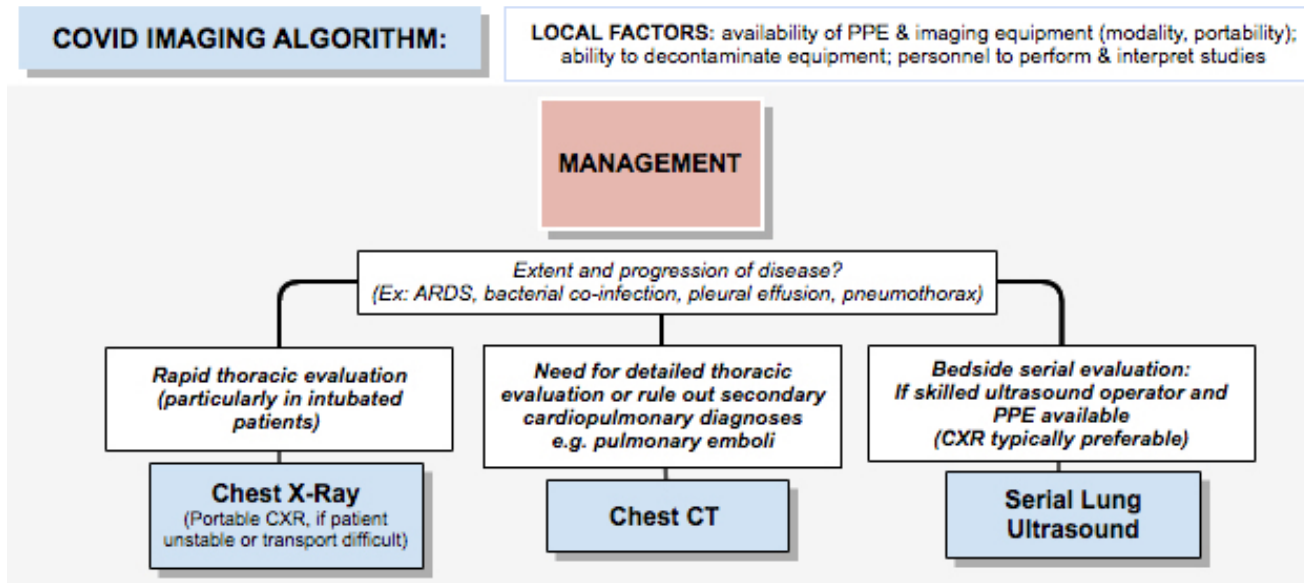 COVID IMAGING ALGORITHM:
LOCAL FACTORS: availability of PPE & imaging equipment (modality, portability);
ability to decontaminate equipment; personnel to perform & interpret studies
MANAGEMENT
Extent and progression of disease?
(Ex: ARDS, bacterial co-infection, pleural effusion, pneumothorax)
Rapid thoracic evaluation
(particularly in intubated
patients)
Chest X-Ray
(Portable CXR, if patient
unstable or transport difficult)
Need for detailed thoracic
evaluation or rule out secondary
cardiopulmonary diagnoses
e.g. pulmonary emboli
Chest CT
Bedside serial evaluation:
If skilled ultrasound operator and
PPE available
(CXR typically preferable)
Serial Lung
Ultrasound